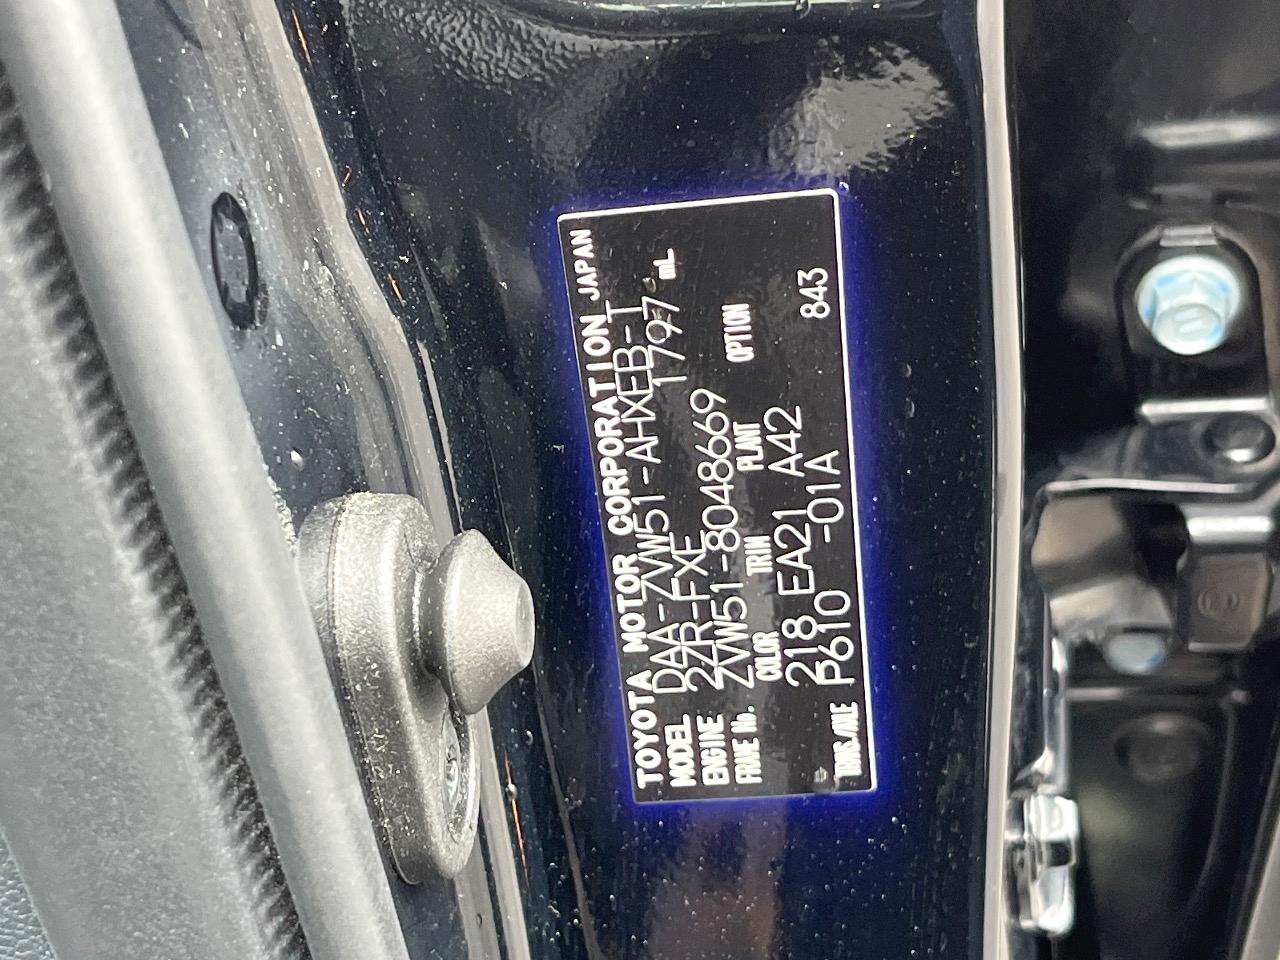 TOYOTA MOTOR CORPORATION JAPAN
MODEL DAA-ZVW51-AHXEB-T
ENGINE 2ZR-FXE 1797 mL
FRAME No. ZVW51-8048669
COLOR TRIM PLANT OPTION
218 EA21 A42
TRANS./AXLE P610 -01A 843